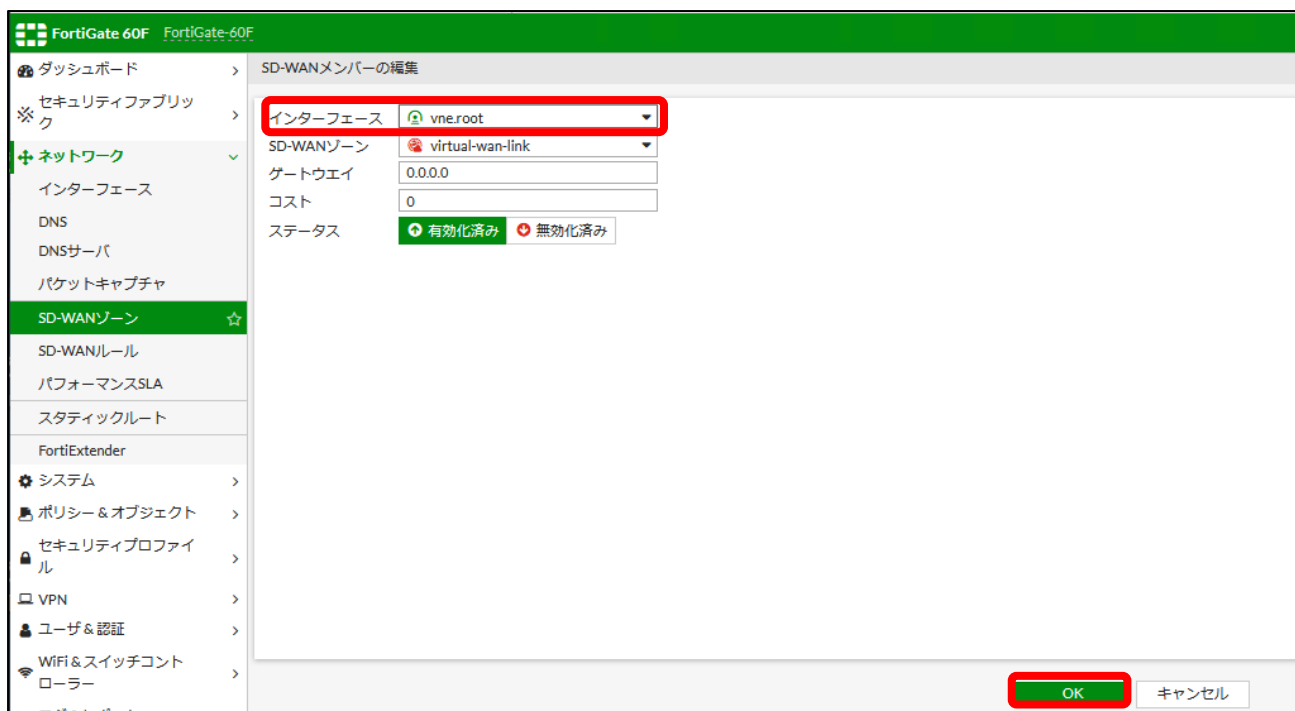 FortiGate 60F FortiGate-60F
ダッシュボード
セキュリティファブリッ
ク
ネットワーク
インターフェース
DNS
DNSサーバ
パケットキャプチャ
SD-WANゾーン
SD-WANルール
パフォーマンスSLA
スタティックルート
FortiExtender
システム
ポリシー&オブジェクト
セキュリティプロファイ
ル
VPN
ユーザ&認証
WiFi&スイッチコント
ローラー
SD-WANメンバーの編集
インターフェース vne.root
SD-WANゾーン virtual-wan-link
ゲートウエイ 0.0.0.0
コスト 0
ステータス 有効化済み 無効化済み
OK キャンセル